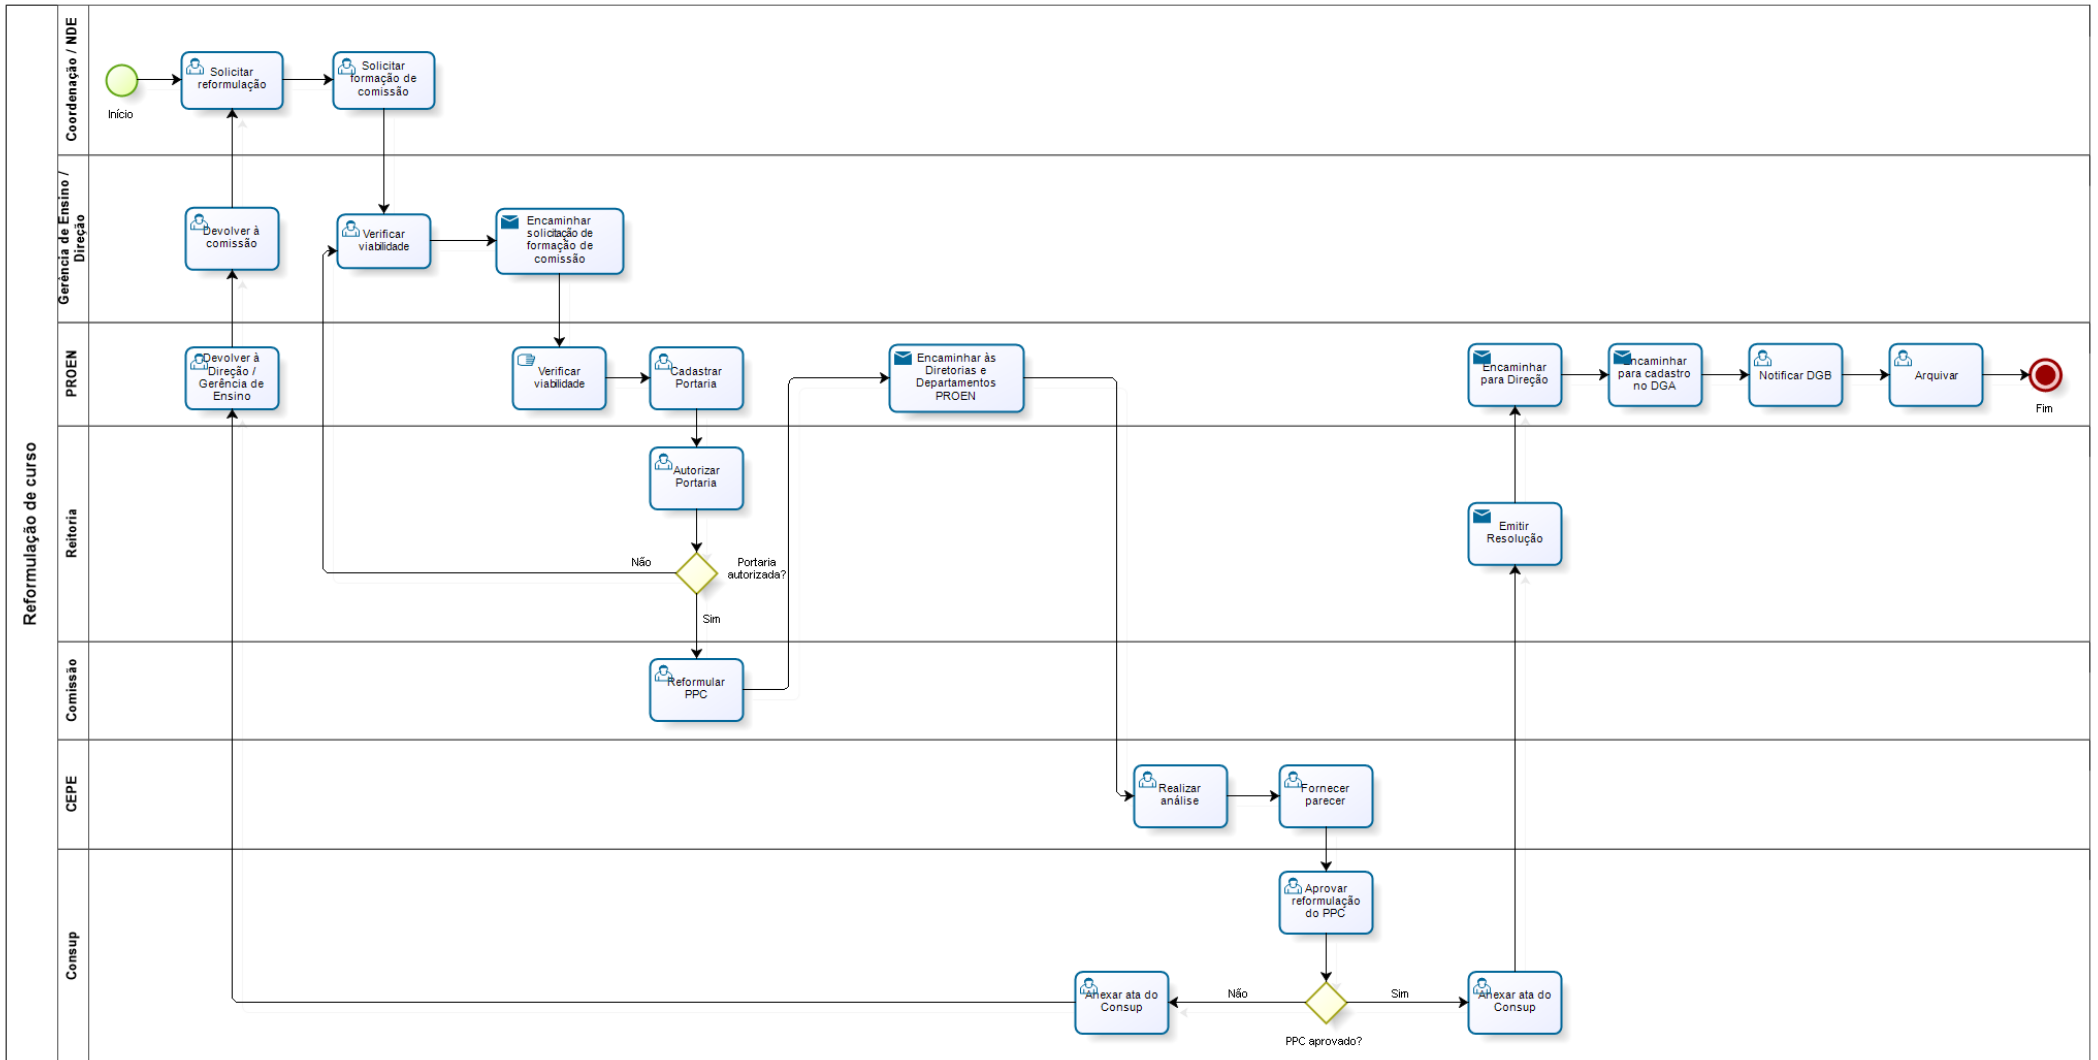 Reformulação de curso
Coordenação / NDE
Início
Solicitar
reformulação
Solicitar
formação de
comissão
Gerência de Ensino /
Direção
Devolver à
comissão
Verificar
viabilidade
Encaminhar
solicitação de
formação de
comissão
PROEN
Devolver à
Direção /
Gerência de
Ensino
Verificar
viabilidade
Cadastrar
Portaria
Encaminhar às
Diretorias e
Departamentos
PROEN
Encaminhar
para Direção
Encaminhar
para cadastro
no DGA
Notificar DGB
Arquivar
Fim
Reitoria
Autorizar
Portaria
Não
Portaria
autorizada?
Sim
Emitir
Resolução
Comissão
Reformular
PPC
CEPE
Realizar
análise
Fornecer
parecer
Consup
Aprovar
reformulação
do PPC
Anexar ata do
Consup
Não
Sim
PPC aprovado?
Anexar ata do
Consup